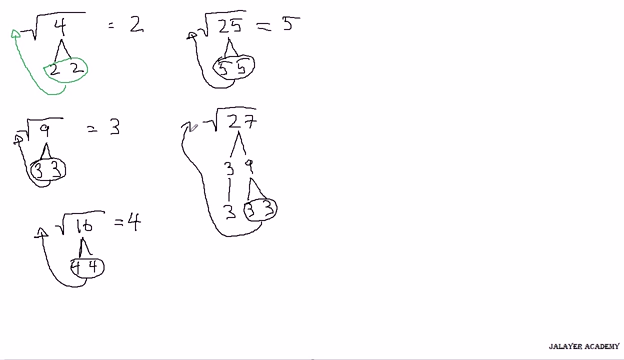 √4 = 2
2 2
√25 = 5
5 5
√9 = 3
3 3
√27
3 9
3 3 3
√16 = 4
4 4
JALAYER ACADEMY